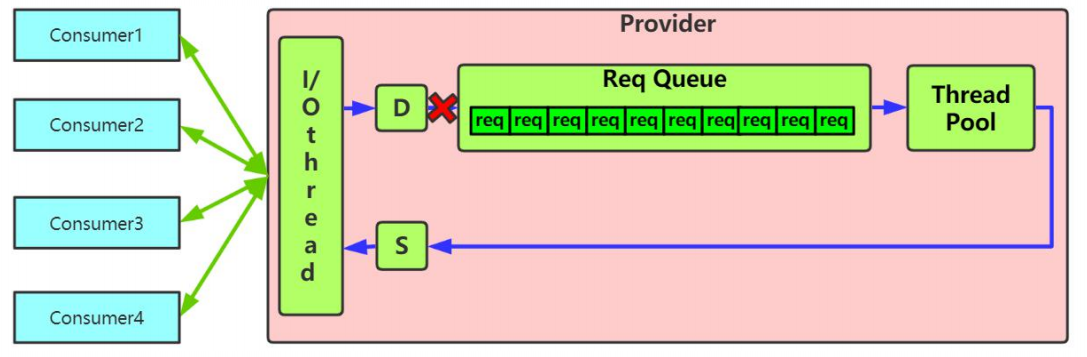 Consumer1
Consumer2
Consumer3
Consumer4
Provider
I/
O
t
h
r
e
a
d
D
Req Queue
req req req req req req req req req req
Thread
Pool
S